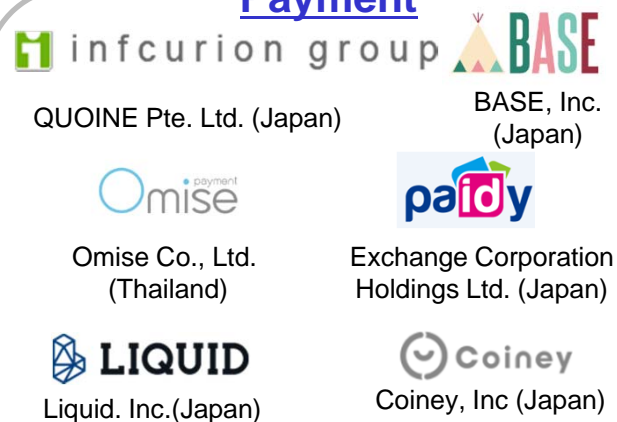 Payment
infcurion group
BASE
QUOINE Pte. Ltd. (Japan)
BASE, Inc.
(Japan)
payment
Omise
paidy
Omise Co., Ltd.
(Thailand)
Exchange Corporation
Holdings Ltd. (Japan)
LIQUID
Coiney
Liquid. Inc.(Japan)
Coiney, Inc (Japan)